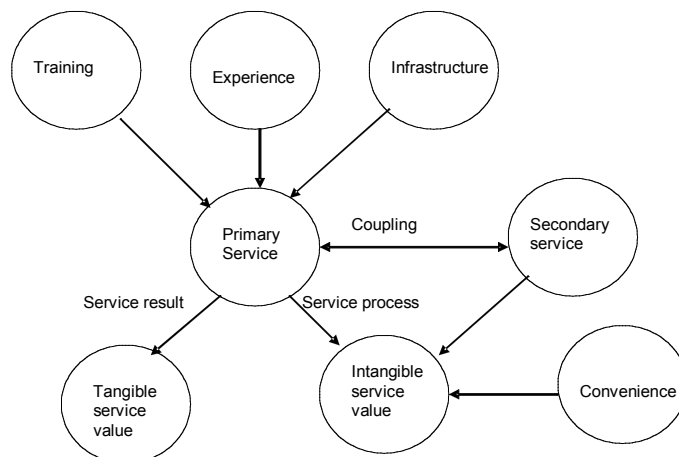 Training
Experience
Infrastructure
Primary
Service
Coupling
Secondary
service
Service result
Service process
Tangible
service
value
Intangible
service
value
Convenience